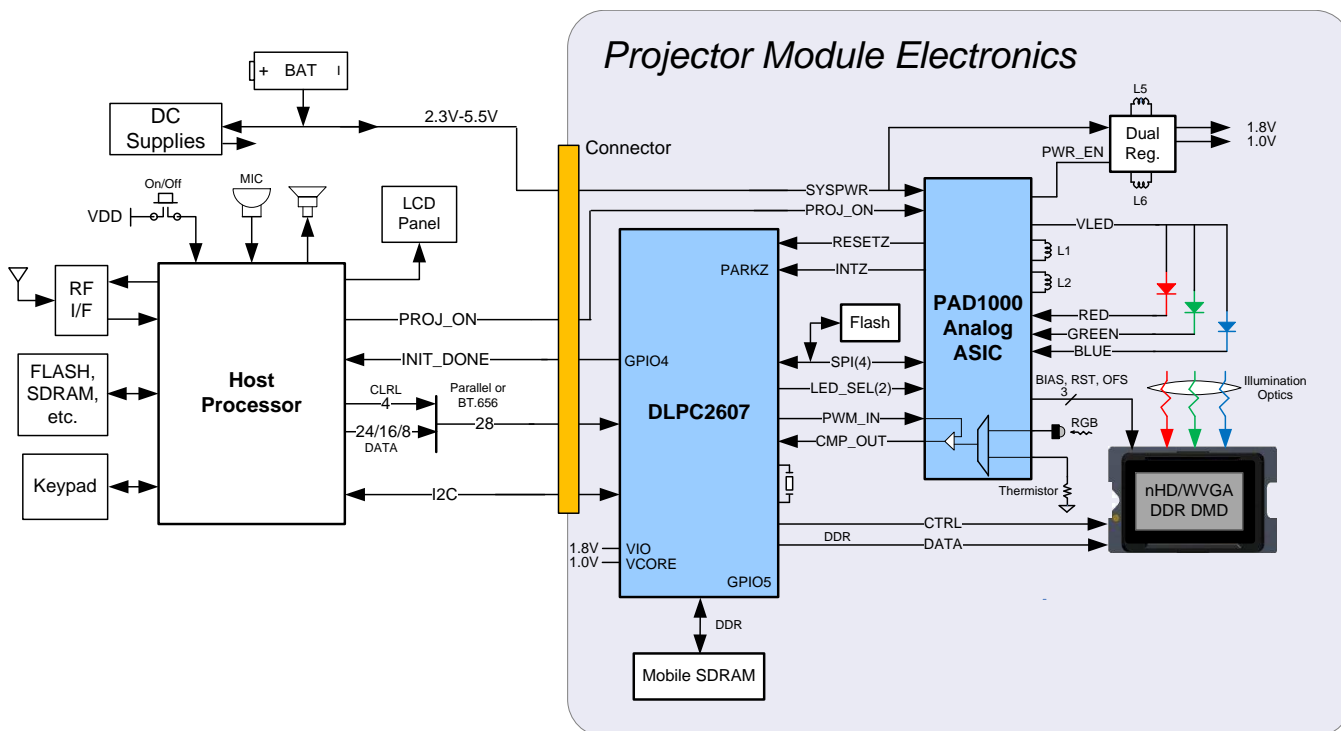 Projector Module Electronics
+ BAT I
DC
Supplies
2.3V-5.5V
Connector
L5
Dual
Reg.
L6
1.8V
1.0V
PWR_EN
On/Off
VDD
MIC
LCD
Panel
SYSPWR
PROJ_ON
VLED
RESETZ
PARKZ
INTZ
L1
L2
RF
I/F
PAD1000
Analog
ASIC
Flash
RED
GREEN
BLUE
PROJ_ON
INIT_DONE
GPIO4
SPI(4)
FLASH,
SDRAM,
etc.
Host
Processor
CLRL
4
Parallel or
BT.656
28
24/16/8
DATA
DLPC2607
LED_SEL(2)
PWM_IN
CMP_OUT
BIAS, RST, OFS
3
Illumination
Optics
RGB
Thermistor
Keypad
I2C
nHD/WVGA
DDR DMD
CTRL
DDR
DATA
1.8V
VIO
1.0V
VCORE
GPIO5
DDR
Mobile SDRAM